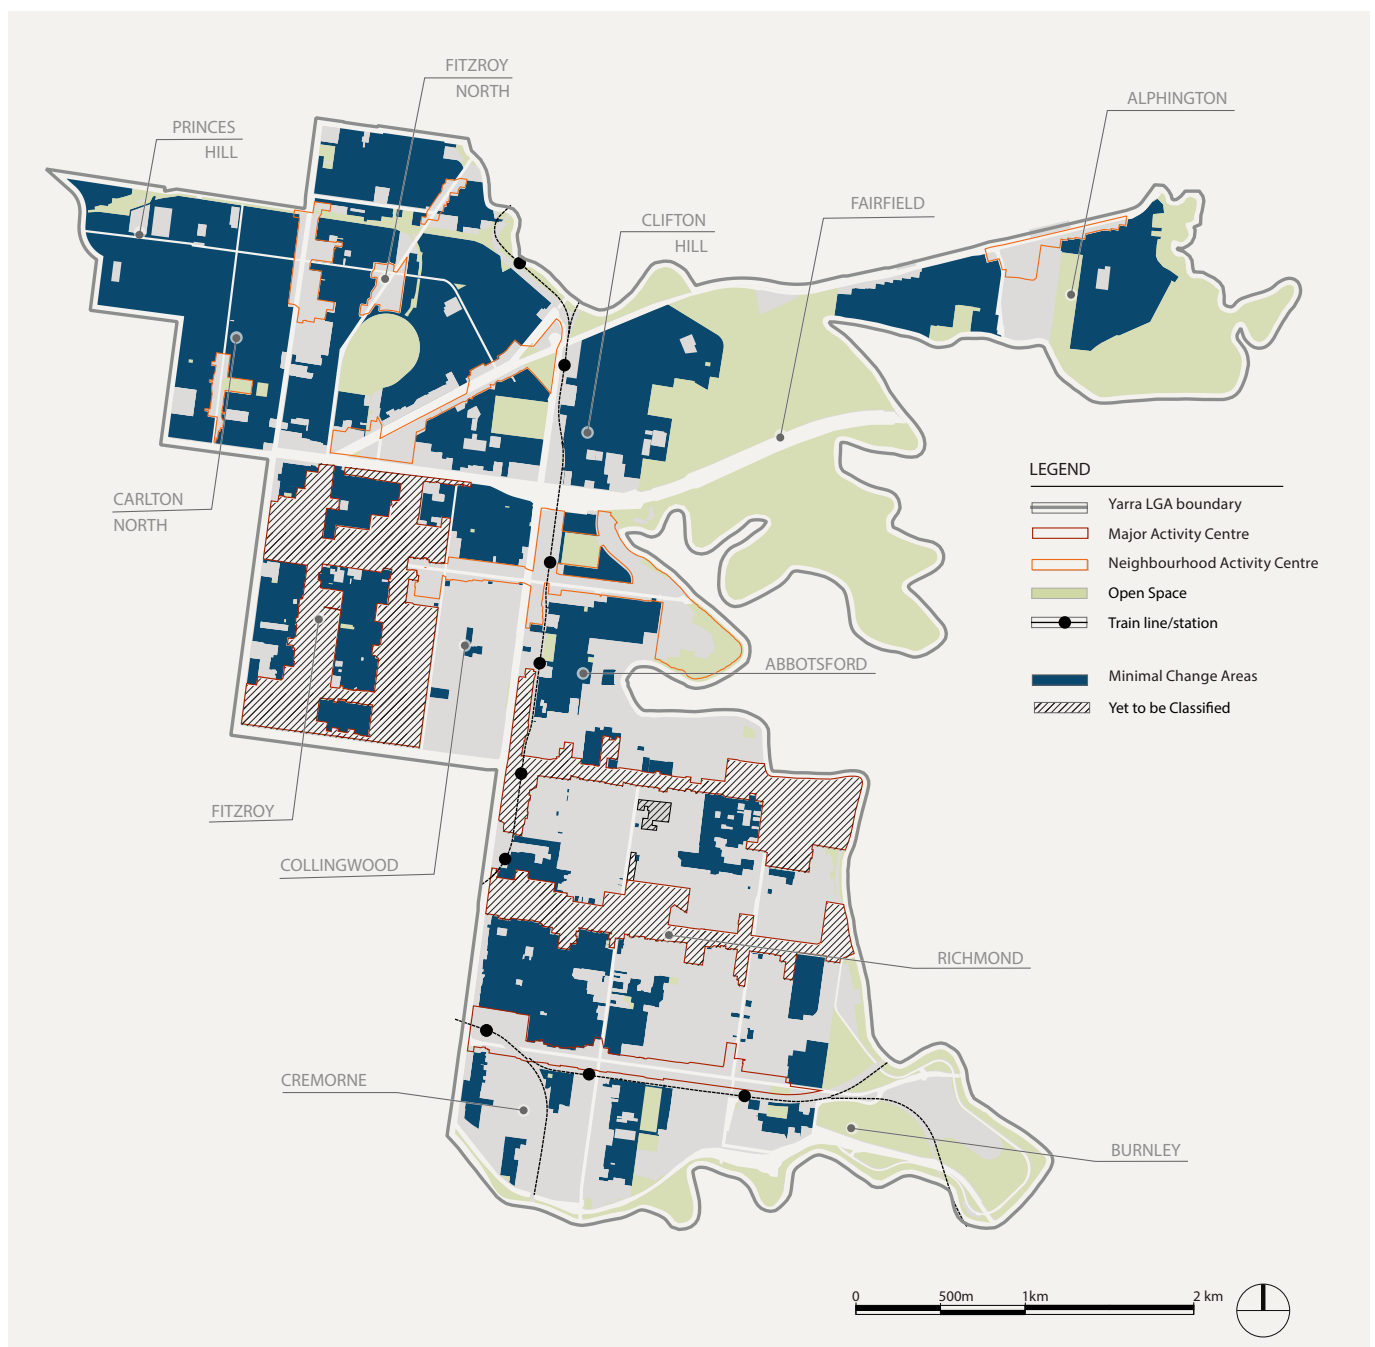 FITZROY
NORTH
ALPHINGTON
PRINCES
HILL
FAIRFIELD
CLIFTON
HILL
LEGEND
Yarra LGA boundary
Major Activity Centre
Neighbourhood Activity Centre
Open Space
Train line/station
Minimal Change Areas
Yet to be Classified
CARLTON
NORTH
ABBOTSFORD
FITZROY
COLLINGWOOD
RICHMOND
CREMORNE
BURNLEY
0 500m 1km 2 km